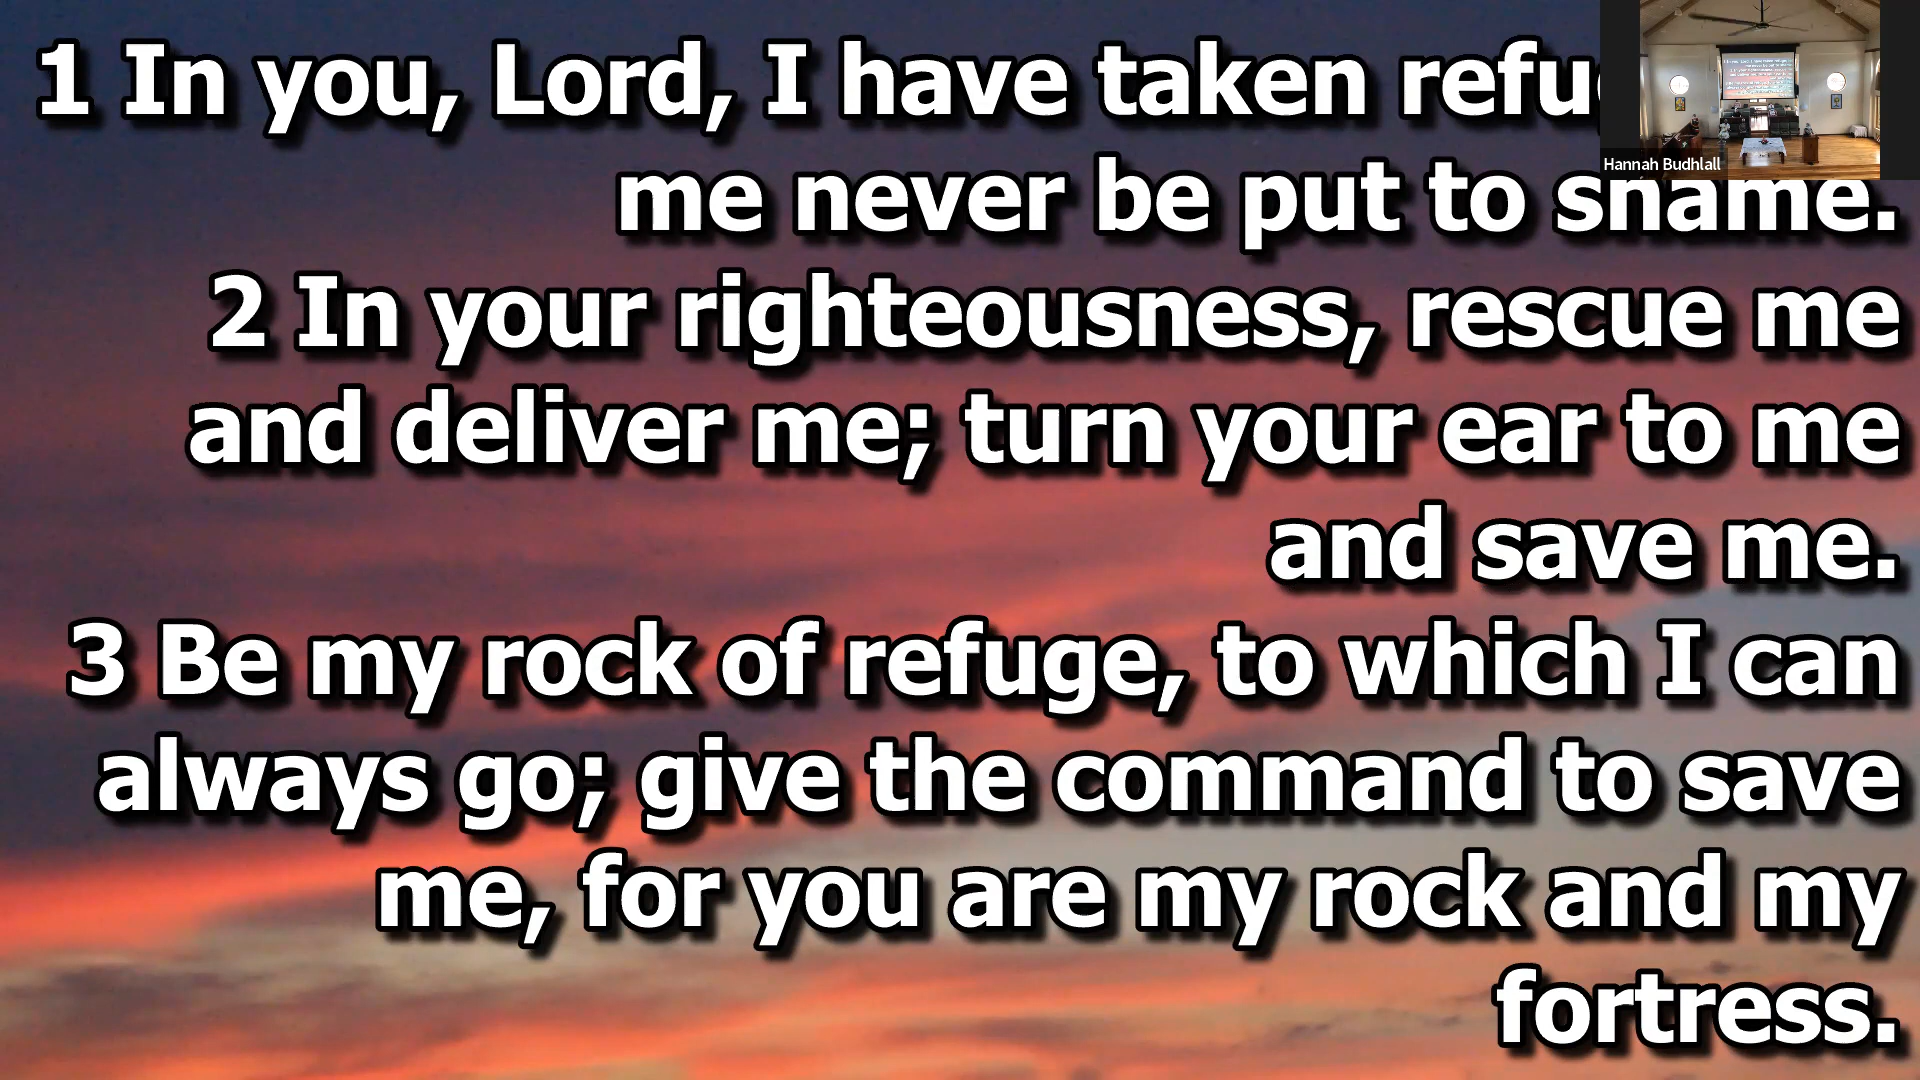 1 In you, Lord, I have taken
me never be put to shame.
2 In your righteousness, rescue me
and deliver me; turn your ear to me
and save me.
3 Be my rock of refuge, to which I can
always go; give the command to save
me, for you are my rock and my
fortress.
Hannah Budhlall